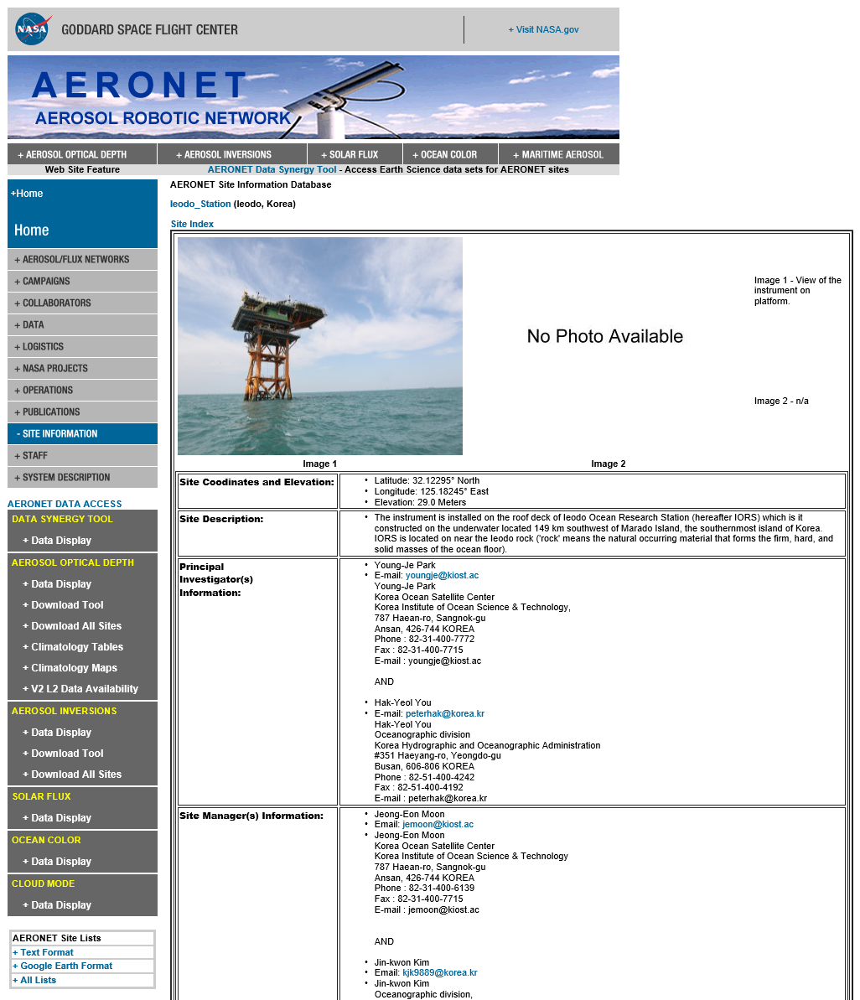 NASA
GODDARD SPACE FLIGHT CENTER
+ Visit NASA.gov
AERONET
AEROSOL ROBOTIC NETWORK
+ AEROSOL OPTICAL DEPTH
+ AEROSOL INVERSIONS
+ SOLAR FLUX
+ OCEAN COLOR
+ MARITIME AEROSOL
Web Site Feature
AERONET Data Synergy Tool - Access Earth Science data sets for AERONET sites
+Home
Home
+ AEROSOL/FLUX NETWORKS
+ CAMPAIGNS
+ COLLABORATORS
+ DATA
+ LOGISTICS
+ NASA PROJECTS
+ OPERATIONS
+ PUBLICATIONS
- SITE INFORMATION
+ STAFF
+ SYSTEM DESCRIPTION
AERONET DATA ACCESS
DATA SYNERGY TOOL
+ Data Display
AEROSOL OPTICAL DEPTH
+ Data Display
+ Download Tool
+ Download All Sites
+ Climatology Tables
+ Climatology Maps
+ V2 L2 Data Availability
AEROSOL INVERSIONS
+ Data Display
+ Download Tool
+ Download All Sites
SOLAR FLUX
+ Data Display
OCEAN COLOR
+ Data Display
CLOUD MODE
+ Data Display
AERONET Site Lists
+ Text Format
+ Google Earth Format
+ All Lists
AERONET Site Information Database
Ieodo_Station (Ieodo, Korea)
Site Index
No Photo Available
Image 1 - View of the
instrument on
platform.
Image 2 - n/a
Image 1
Image 2
Site Coodinates and Elevation:
• Latitude: 32.12295° North
• Longitude: 125.18245° East
• Elevation: 29.0 Meters
Site Description:
• The instrument is installed on the roof deck of Ieodo Ocean Research Station (hereafter IORS) which is it
constructed on the underwater located 149 km southwest of Marado Island, the southernmost island of Korea.
IORS is located on near the Ieodo rock ('rock' means the natural occurring material that forms the firm, hard, and
solid masses of the ocean floor).
Principal
Investigator(s)
Information:
• Young-Je Park
• E-mail: youngje@kiost.ac
Young-Je Park
Korea Ocean Satellite Center
Korea Institute of Ocean Science & Technology,
787 Haean-ro, Sangnok-gu
Ansan, 426-744 KOREA
Phone : 82-31-400-7772
Fax : 82-31-400-7715
E-mail : youngje@kiost.ac
AND
• Hak-Yeol You
• E-mail: peterhak@korea.kr
Hak-Yeol You
Oceanographic division
Korea Hydrographic and Oceanographic Administration
#351 Haeyang-ro, Yeongdo-gu
Busan, 606-806 KOREA
Phone : 82-51-400-4242
Fax : 82-51-400-4192
E-mail : peterhak@korea.kr
Site Manager(s) Information:
• Jeong-Eon Moon
• Email: jemoon@kiost.ac
• Jeong-Eon Moon
Korea Ocean Satellite Center
Korea Institute of Ocean Science & Technology
787 Haean-ro, Sangnok-gu
Ansan, 426-744 KOREA
Phone : 82-31-400-6139
Fax : 82-31-400-7715
E-mail : jemoon@kiost.ac
AND
• Jin-kwon Kim
• Email: kjk9889@korea.kr
• Jin-kwon Kim
Oceanographic division,